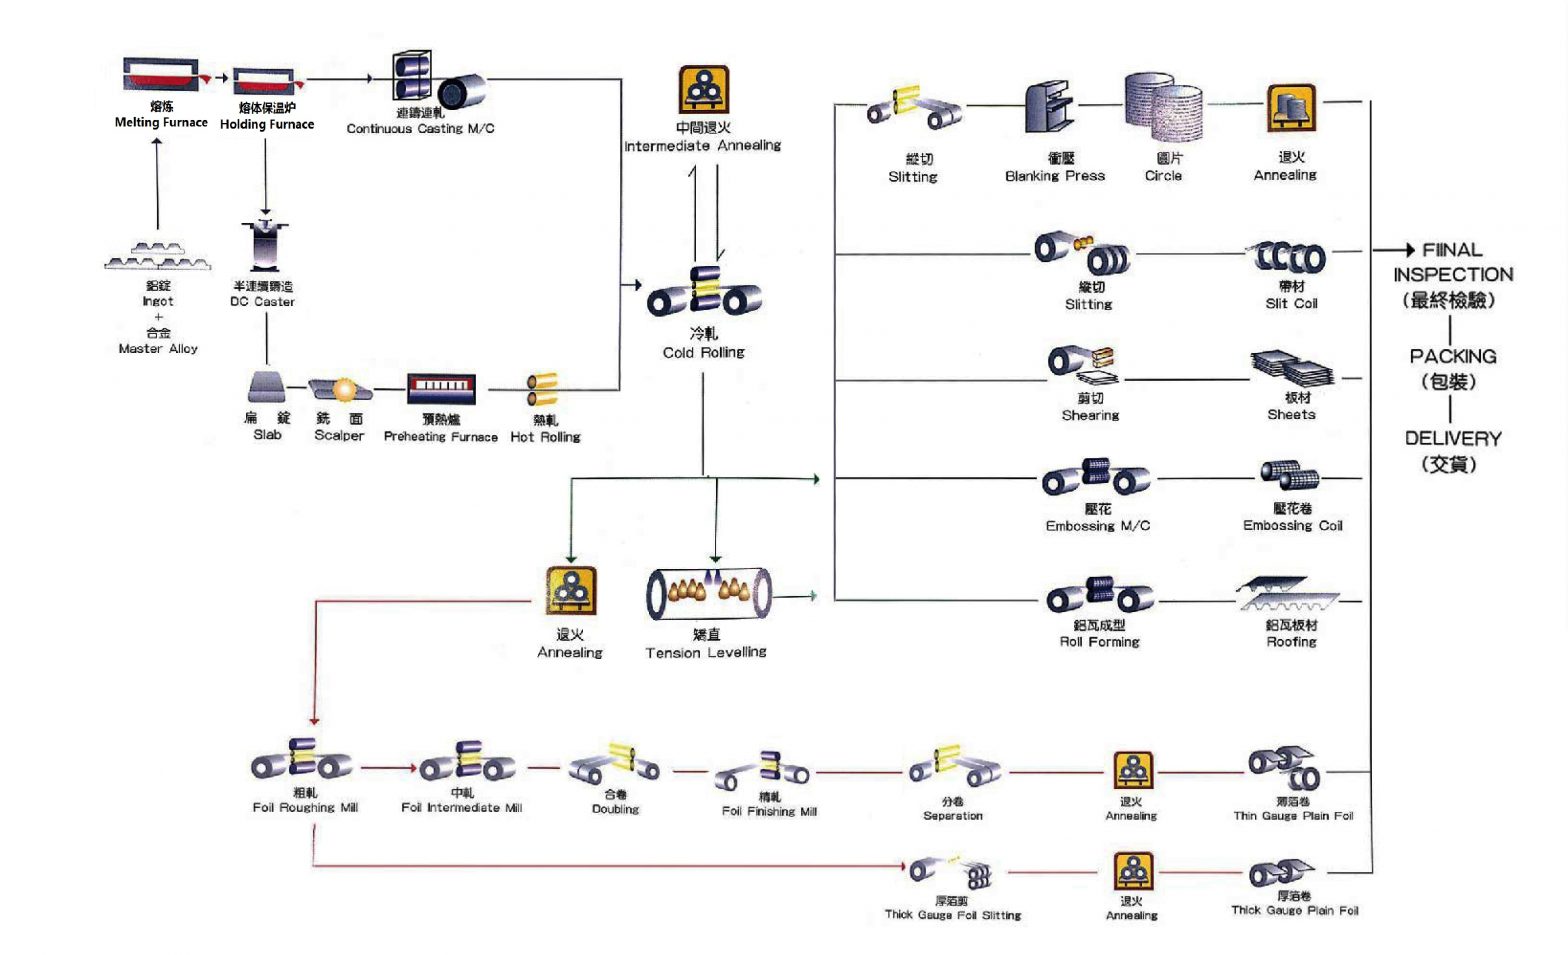 熔炼
Melting Furnace
熔体保温炉
Holding Furnace
連鑄連軋
Continuous Casting M/C
中間退火
Intermediate Annealing
鋁錠
Ingot
+
合金
Master Alloy
半連續鑄造
DC Caster
扁 錠
Slab
銑 面
Scalper
預熱爐
Preheating Furnace
熱軋
Hot Rolling
冷軋
Cold Rolling
縱切
Slitting
衝壓
Blanking Press
圓片
Circle
退火
Annealing
縱切
Slitting
帶材
Slit Coil
剪切
Shearing
板材
Sheets
壓花
Embossing M/C
壓花卷
Embossing Coil
鋁瓦成型
Roll Forming
鋁瓦板材
Roofing
FIINAL
INSPECTION
(最終檢驗)
PACKING
(包裝)
DELIVERY
(交貨)
退火
Annealing
矯直
Tension Levelling
粗軋
Foil Roughing Mill
中軋
Foil Intermediate Mill
合卷
Doubling
精軋
Foil Finishing Mill
分卷
Separation
退火
Annealing
薄箔卷
Thin Gauge Plain Foil
厚箔剪
Thick Gauge Foil Slitting
退火
Annealing
厚箔卷
Thick Gauge Plain Foil